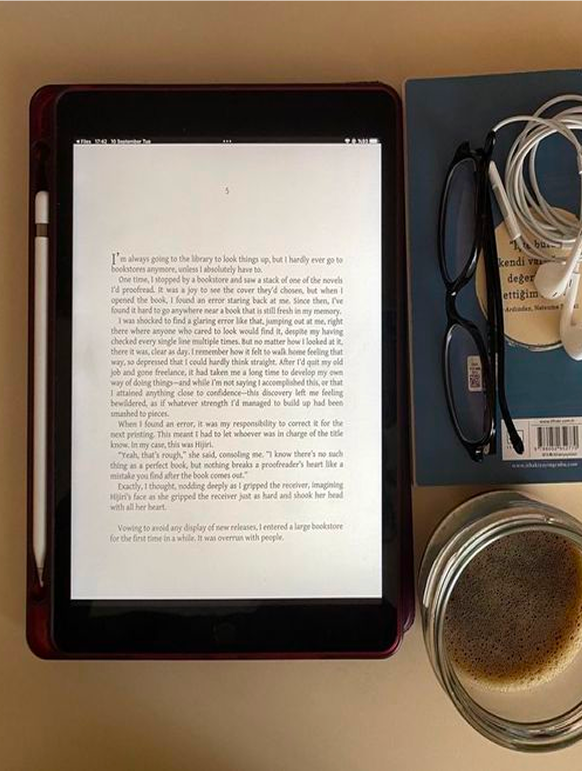 Files 17:42 10 September Tue
•••
%83
5
I'm always going to the library to look things up, but I hardly ever go to
bookstores anymore, unless I absolutely have to.
One time, I stopped by a bookstore and saw a stack of one of the novels
I'd proofread. It was a joy to see the cover they'd chosen, but when I
opened the book, I found an error staring back at me. Since then, I've
found it hard to go anywhere near a book that is still fresh in my memory.
I was shocked to find a glaring error like that, jumping out at me, right
there where anyone who cared to look would find it, despite my having
checked every single line multiple times. But no matter how I looked at it,
there it was, clear as day. I remember how it felt to walk home feeling that
way, so depressed that I could hardly think straight. After I'd quit my old
job and gone freelance, it had taken me a long time to develop my own
way of doing things—and while I'm not saying I accomplished this, or that
I attained anything close to confidence—this discovery left me feeling
bewildered, as if whatever strength I'd managed to build up had been
smashed to pieces.
When I found an error, it was my responsibility to correct it for the
next printing. This meant I had to let whoever was in charge of the title
know. In my case, this was Hijiri.
"Yeah, that's rough," she said, consoling me. "I know there's no such
thing as a perfect book, but nothing breaks a proofreader's heart like a
mistake you find after the book comes out."
Exactly, I thought, nodding deeply as I gripped the receiver, imagining
Hijiri's face as she gripped the receiver just as hard and shook her head
with all her heart.
Vowing to avoid any display of new releases, I entered a large bookstore
for the first time in a while. It was overrun with people.
"İşte bunu
kendi va
değer
ettiğim